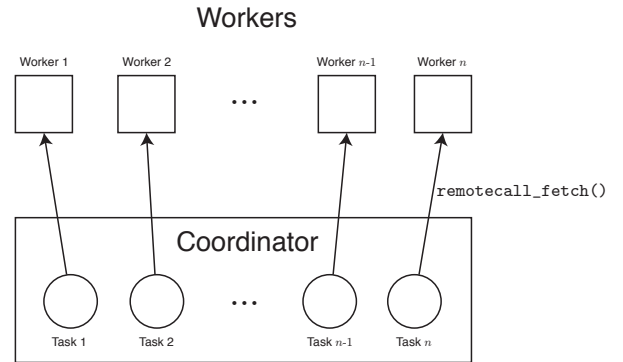 Workers
Worker 1 Worker 2 Worker n-1 Worker n
...
remotecall_fetch()
Coordinator
...
Task 1 Task 2 Task n-1 Task n